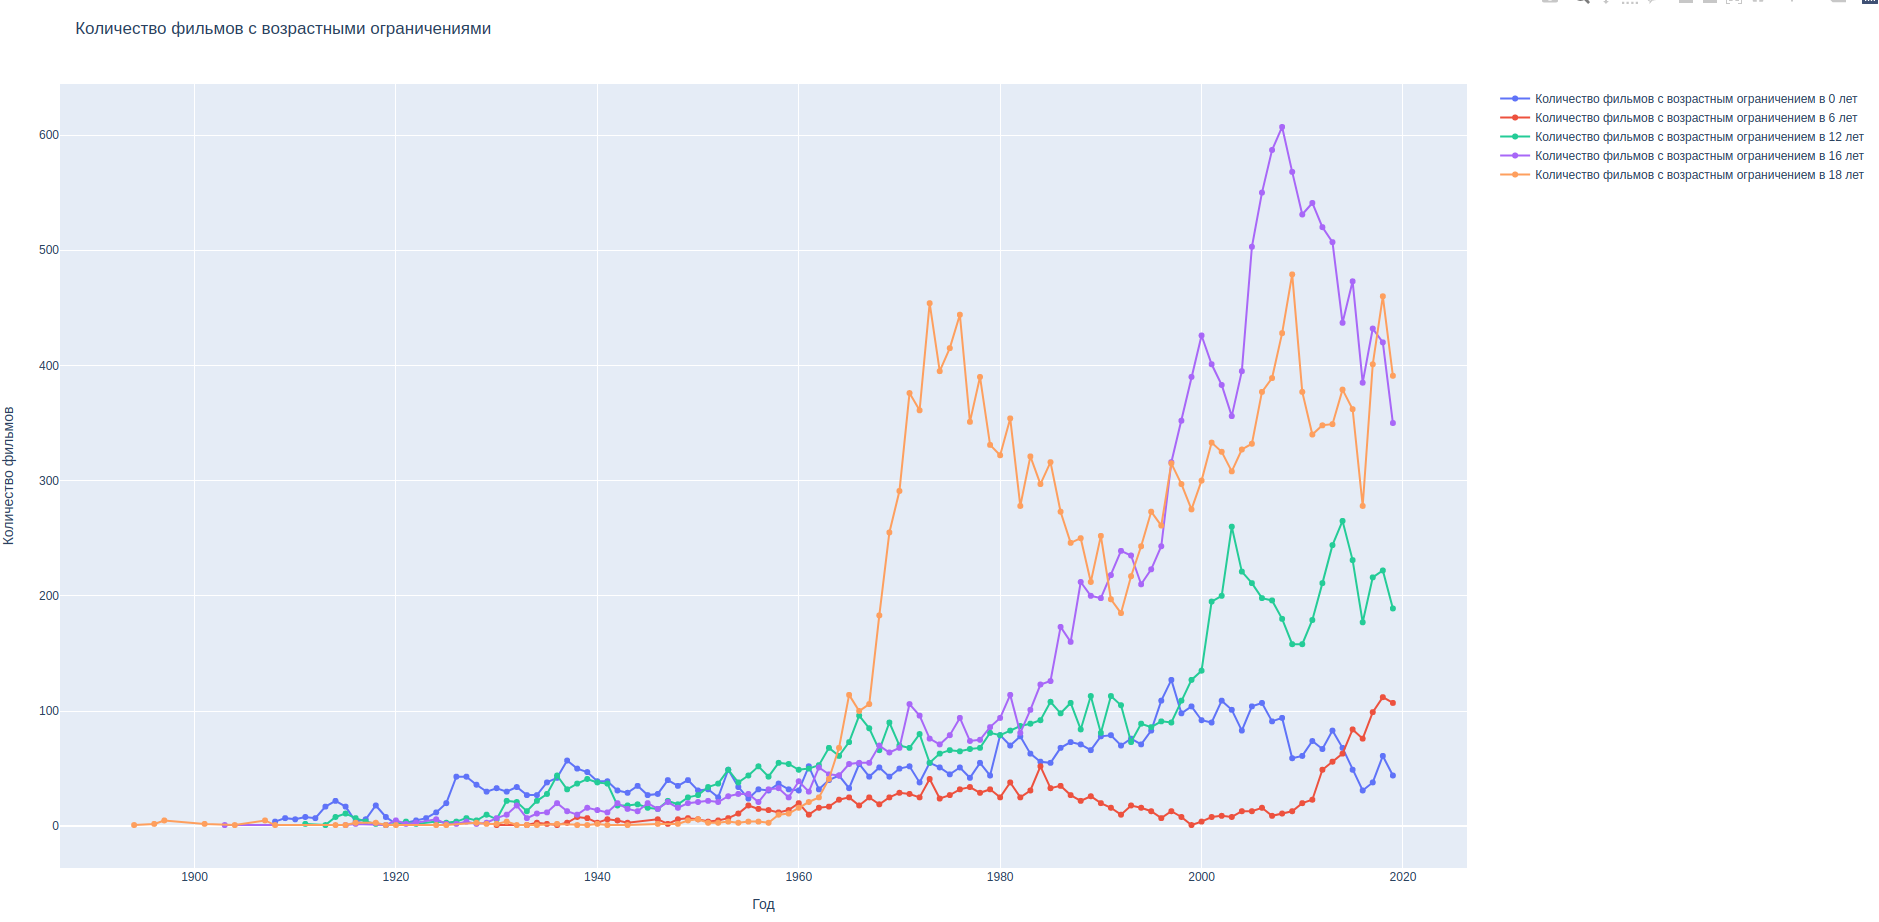 Количество фильмов с возрастными ограничениями
Количество фильмов с возрастным ограничением в 0 лет
Количество фильмов с возрастным ограничением в 6 лет
Количество фильмов с возрастным ограничением в 12 лет
Количество фильмов с возрастным ограничением в 16 лет
Количество фильмов с возрастным ограничением в 18 лет
600
500
400
300
200
100
0
Количество фильмов
1900
1920
1940
1960
1980
2000
2020
Год